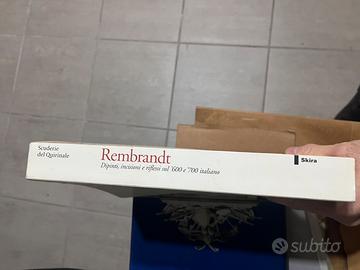 Scuderie
del Quirinale
Rembrandt
Dipinti, incisioni e riflessi sul '600 e '700 italiano
Skira
subito